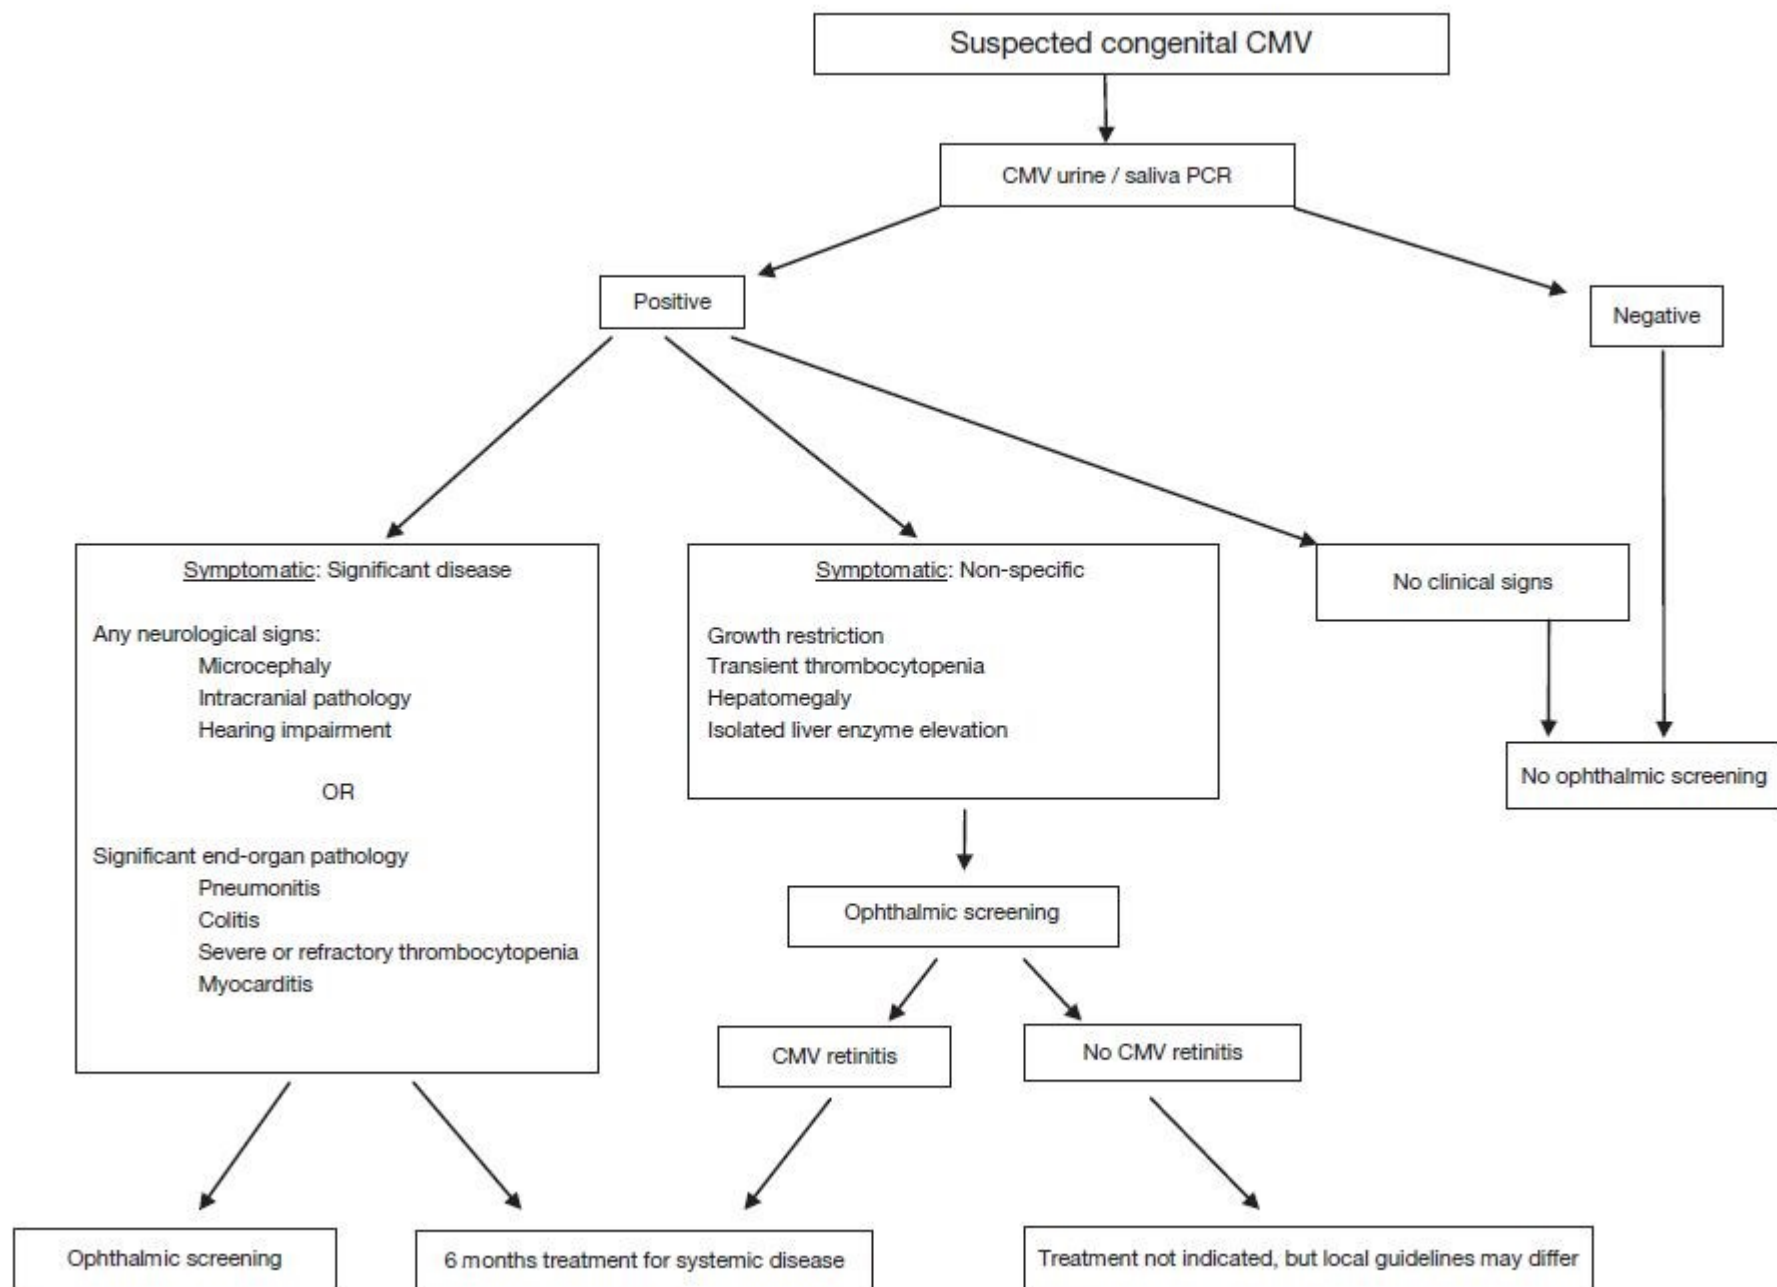 Suspected congenital CMV
CMV urine / saliva PCR
Positive
Negative
Symptomatic: Significant disease
Any neurological signs:
Microcephaly
Intracranial pathology
Hearing impairment
OR
Significant end-organ pathology
Pneumonitis
Colitis
Severe or refractory thrombocytopenia
Myocarditis
Symptomatic: Non-specific
Growth restriction
Transient thrombocytopenia
Hepatomegaly
Isolated liver enzyme elevation
No clinical signs
No ophthalmic screening
Ophthalmic screening
CMV retinitis
No CMV retinitis
Ophthalmic screening
6 months treatment for systemic disease
Treatment not indicated, but local guidelines may differ